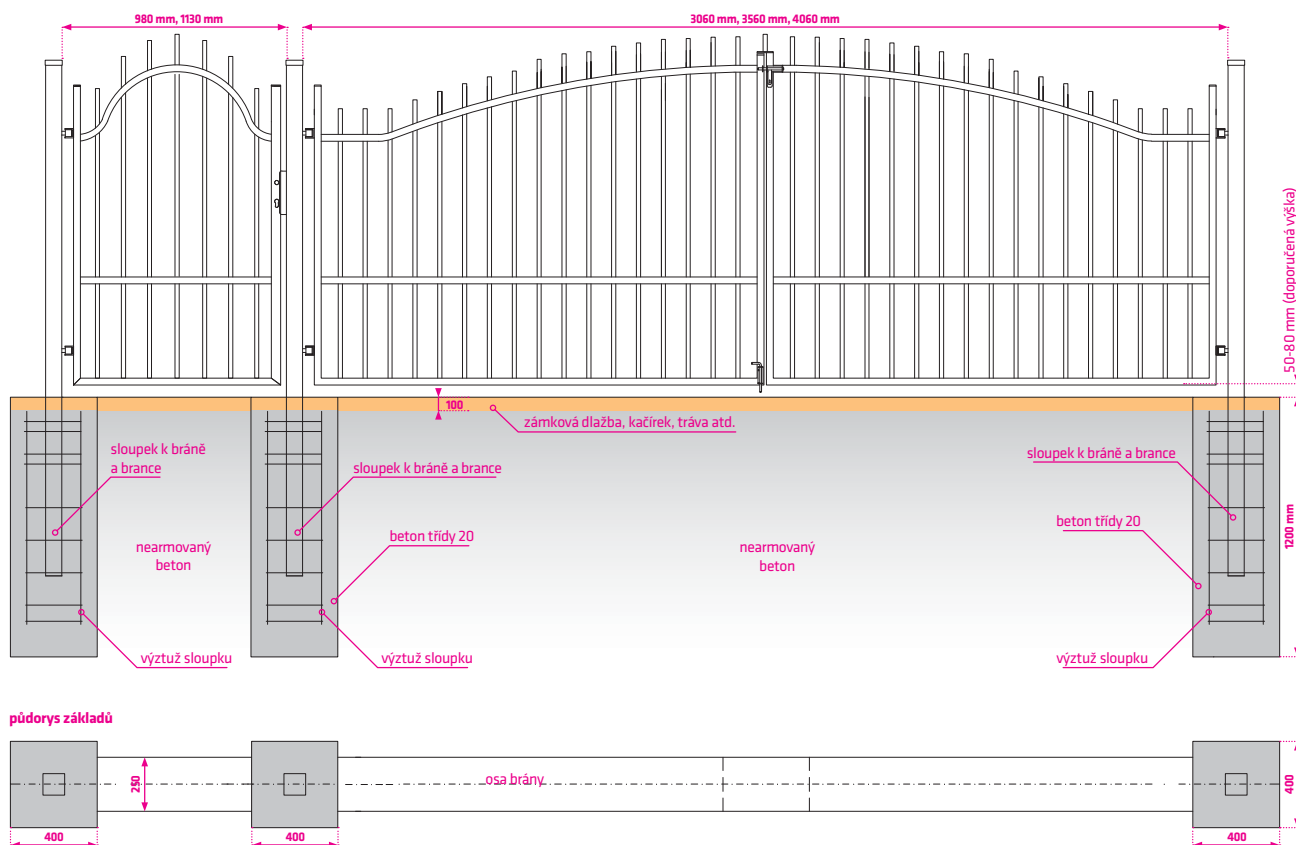 980 mm, 1130 mm
3060 mm, 3560 mm, 4060 mm
50-80 mm (doporučená výška)
100
zámková dlažba, kačírek, tráva atd.
sloupek k bráně
a brance
sloupek k bráně a brance
sloupek k bráně a brance
beton třídy 20
beton třídy 20
1200 mm
nearmovaný
beton
nearmovaný
beton
výztuž sloupku
výztuž sloupku
výztuž sloupku
půdorys základů
250
osa brány
400
400
400
400